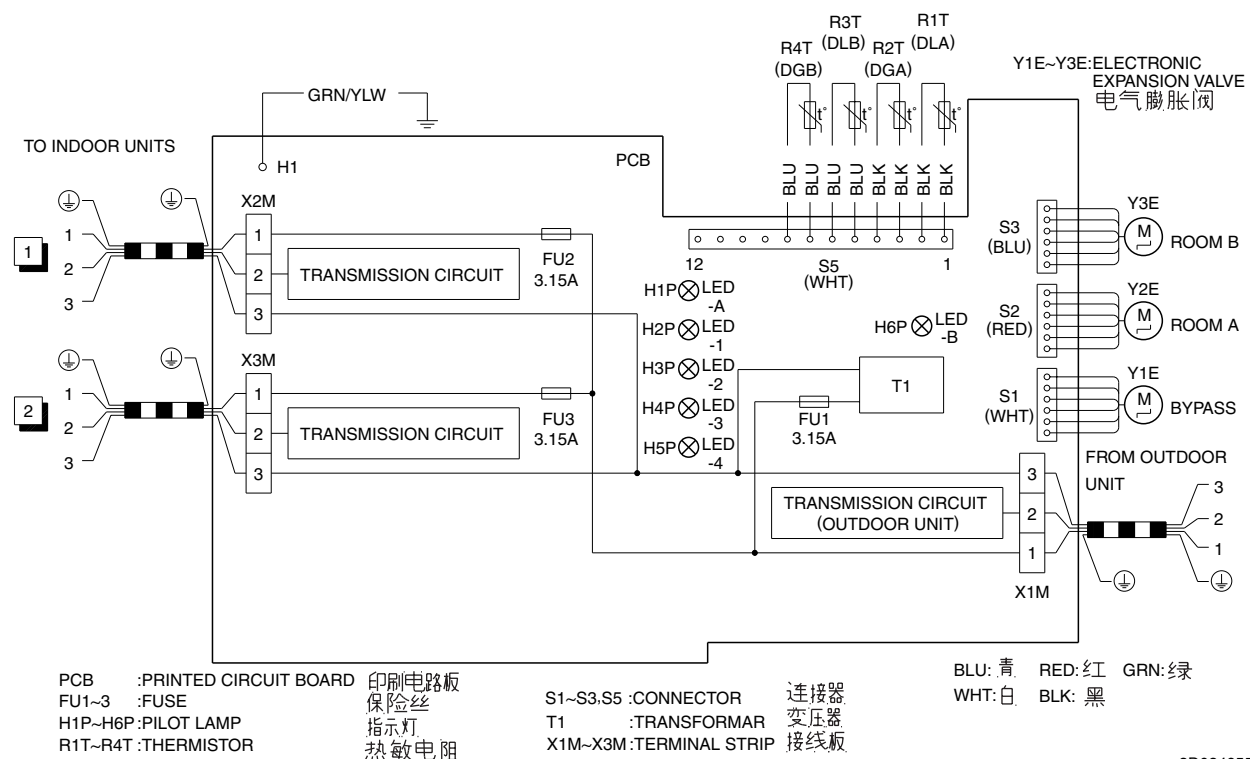 R3T
(DLB)
R1T
(DLA)
R4T
(DGB)
R2T
(DGA)
Y1E~Y3E:ELECTRONIC
EXPANSION VALVE
电气膨胀阀
GRN/YLW
TO INDOOR UNITS
H1
PCB
t°
t°
t°
t°
BLU
BLU
BLU
BLU
BLK
BLK
BLK
BLK
X2M
1
1
2
3
1
2
3
TRANSMISSION CIRCUIT
FU2
3.15A
12
S5
(WHT)
1
S3
(BLU)
Y3E
M
ROOM B
S2
(RED)
Y2E
M
ROOM A
S1
(WHT)
Y1E
M
BYPASS
H1P
LED
-A
H2P
LED
-1
H3P
LED
-2
H4P
LED
-3
H5P
LED
-4
H6P
LED
-B
T1
FU1
3.15A
X3M
2
1
2
3
1
2
3
TRANSMISSION CIRCUIT
FU3
3.15A
TRANSMISSION CIRCUIT
(OUTDOOR UNIT)
3
2
1
X1M
FROM OUTDOOR
UNIT
3
2
1
PCB :PRINTED CIRCUIT BOARD 印刷电路板
FU1~3 :FUSE 保险丝
H1P~H6P:PILOT LAMP 指示灯
R1T~R4T:THERMISTOR 热敏电阻
S1~S3,S5 :CONNECTOR 连接器
T1 :TRANSFORMAR 变压器
X1M~X3M:TERMINAL STRIP 接线板
BLU: 青 RED: 红 GRN: 绿
WHT: 白 BLK: 黑